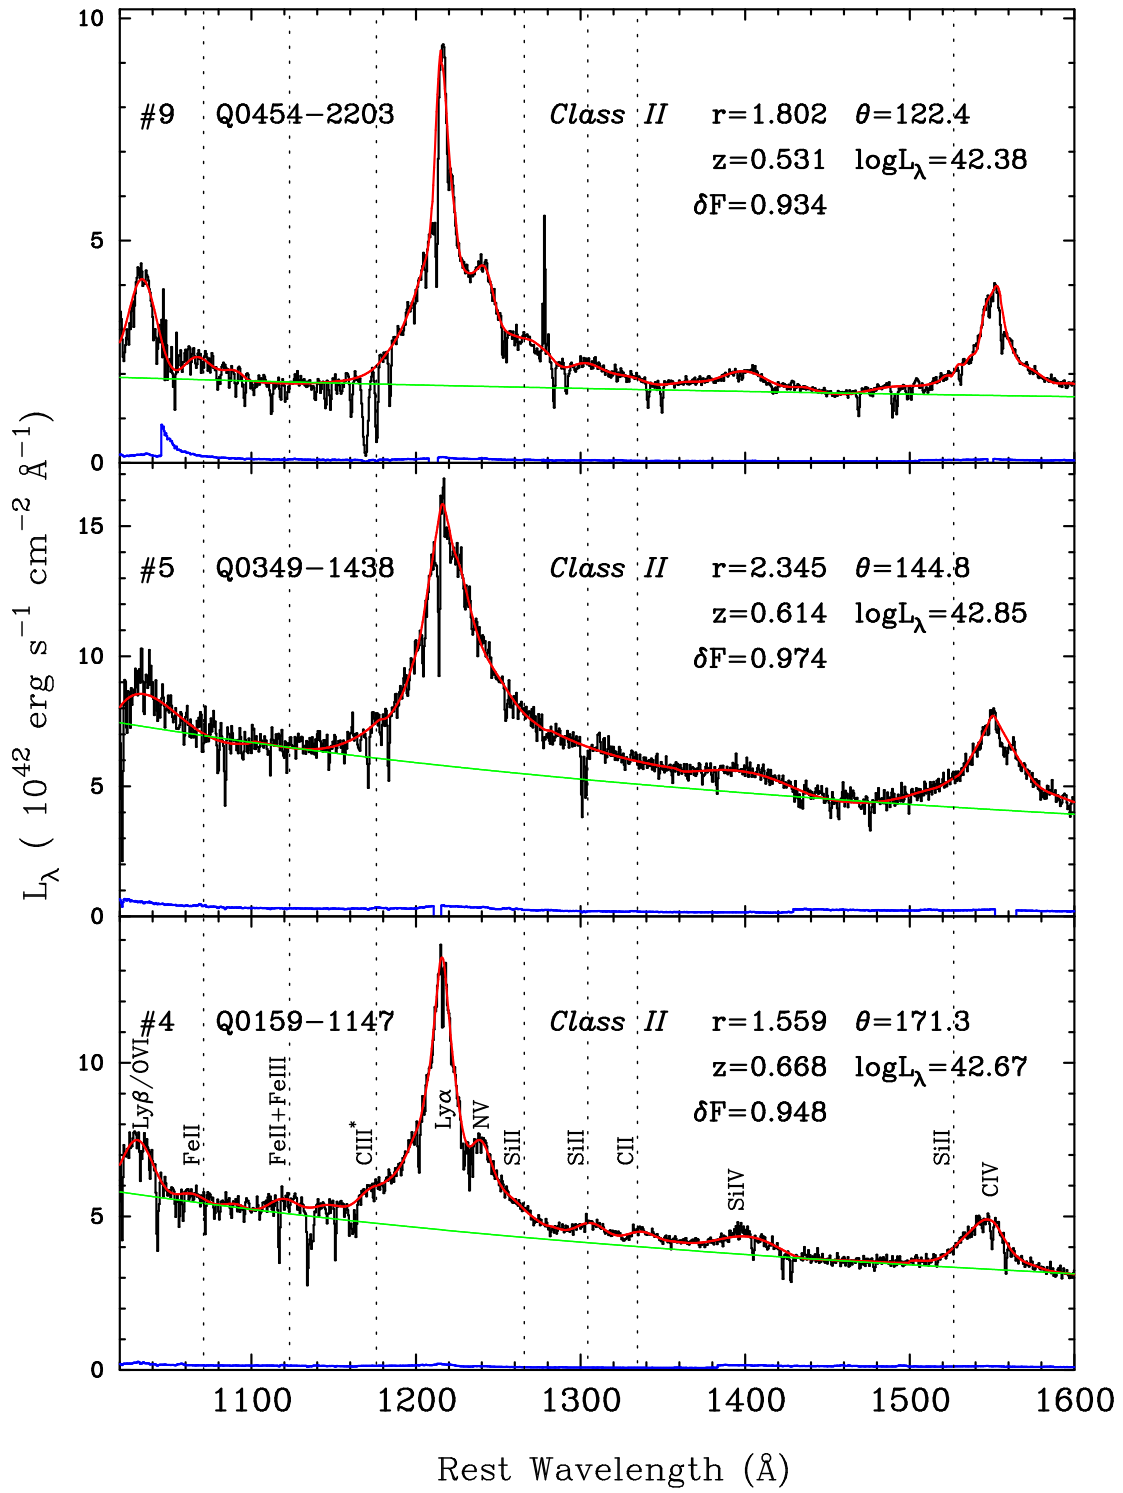 10
#9 Q0454−2203 Class II r=1.802 θ=122.4
z=0.531 logLλ=42.38
δF=0.934
5
0
15
#5 Q0349−1438 Class II r=2.345 θ=144.8
z=0.614 logLλ=42.85
δF=0.974
10
5
0
#4 Q0159−1147 Class II r=1.559 θ=171.3
z=0.668 logLλ=42.67
δF=0.948
10
5
0
Lyβ/OVI
FeII
FeII+FeIII
CIII*
Lyα
NV
SiII
SiII
CII
SiIV
SiII
CIV
1100 1200 1300 1400 1500 1600
Rest Wavelength (Å)
Lλ ( 10⁴² erg s⁻¹ cm⁻² Å⁻¹)